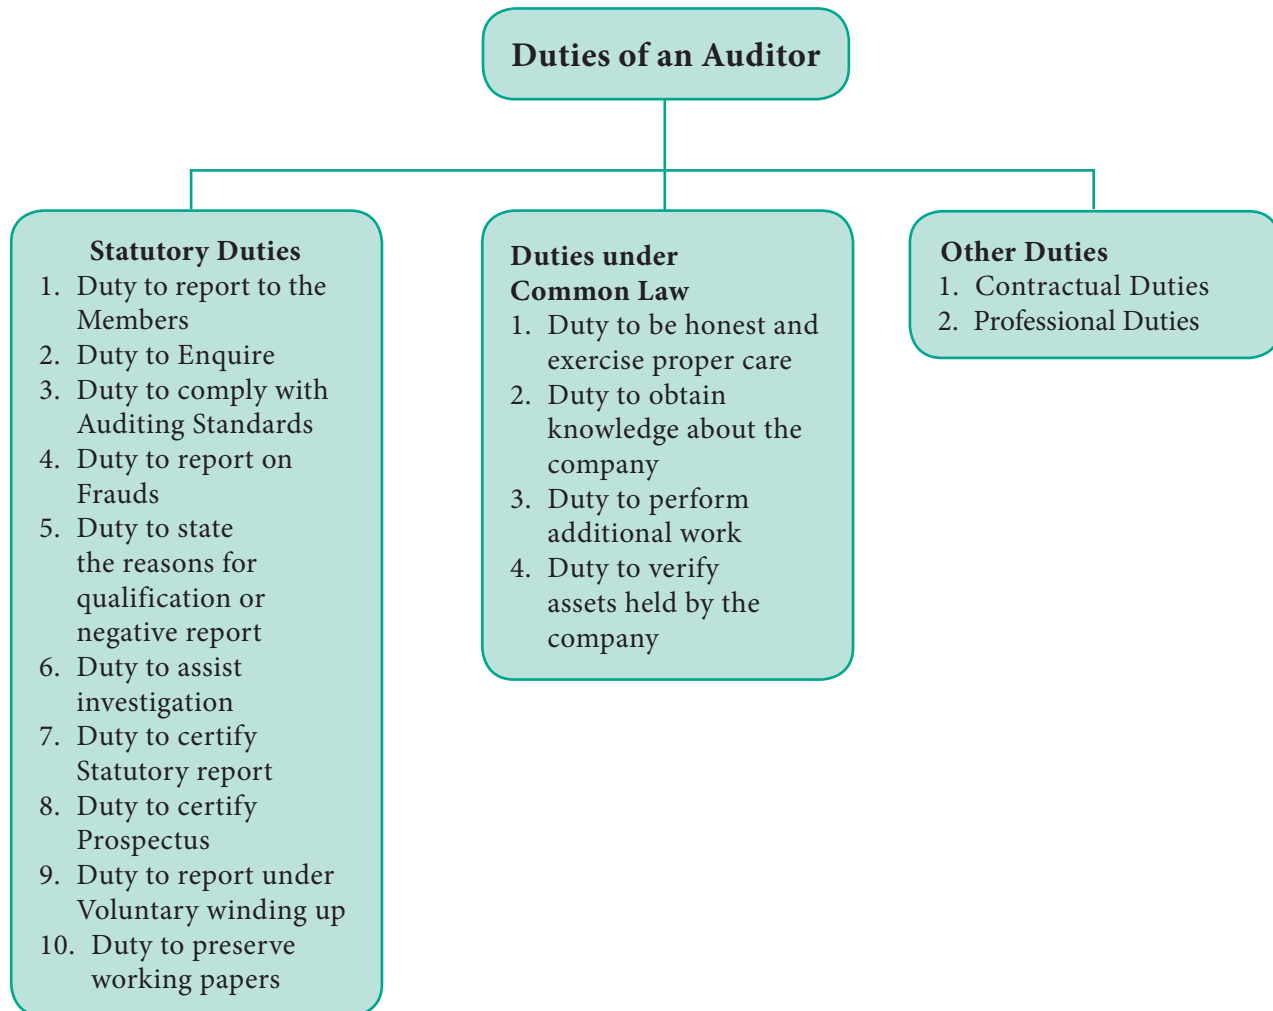 Duties of an Auditor
Statutory Duties
1. Duty to report to the
Members
2. Duty to Enquire
3. Duty to comply with
Auditing Standards
4. Duty to report on
Frauds
5. Duty to state
the reasons for
qualification or
negative report
6. Duty to assist
investigation
7. Duty to certify
Statutory report
8. Duty to certify
Prospectus
9. Duty to report under
Voluntary winding up
10. Duty to preserve
working papers
Duties under
Common Law
1. Duty to be honest and
exercise proper care
2. Duty to obtain
knowledge about the
company
3. Duty to perform
additional work
4. Duty to verify
assets held by the
company
Other Duties
1. Contractual Duties
2. Professional Duties